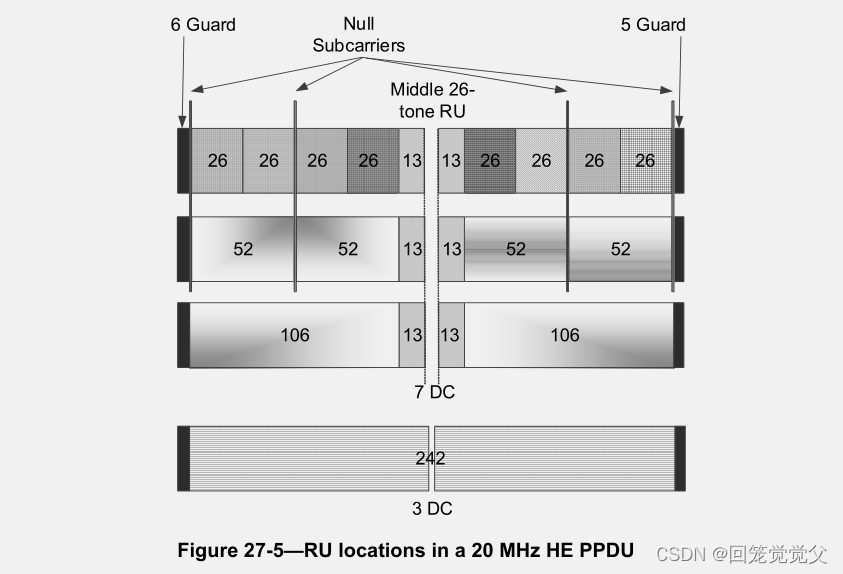 6 Guard
Null
Subcarriers
5 Guard
Middle 26-
tone RU
26 26 26 26 13 13 26 26 26 26
52 52 13 13 52 52
106 13 13 106
7 DC
242
3 DC
Figure 27-5—RU locations in a 20 MHz HE PPDU
CSDN @回笼觉觉父